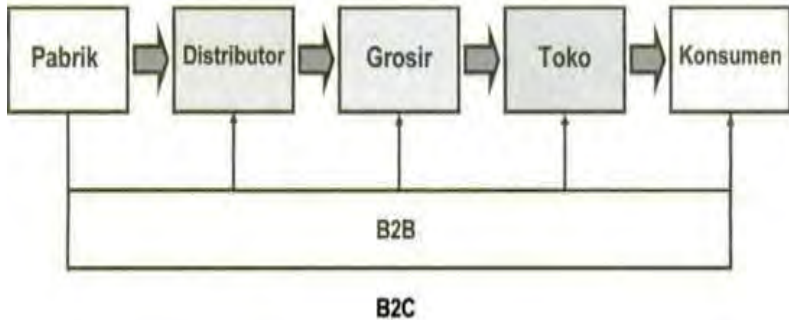 Pabrik
Distributor
Grosir
Toko
Konsumen
B2B
B2C